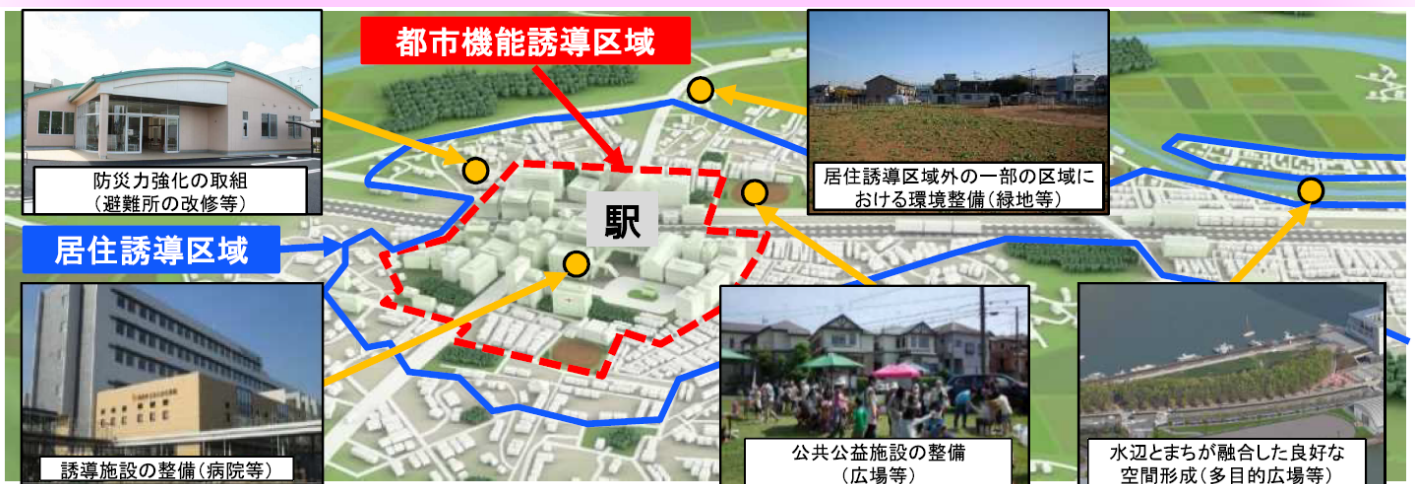 都市機能誘導区域
防災力強化の取組
(避難所の改修等)
居住誘導区域外の一部の区域に
おける環境整備(緑地等)
駅
居住誘導区域
誘導施設の整備(病院等)
公共公益施設の整備
(広場等)
水辺とまちが融合した良好な
空間形成(多目的広場等)